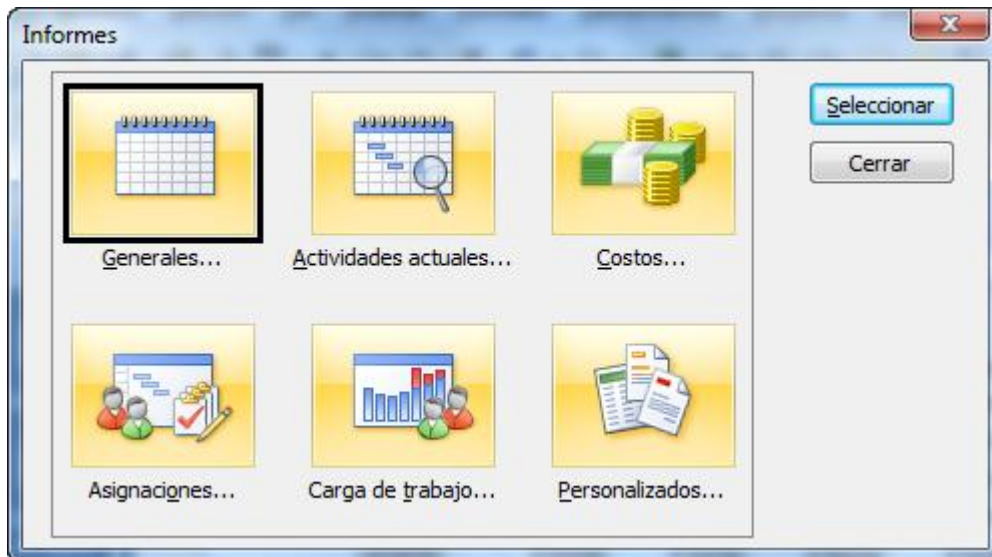 Informes
Seleccionar
Cerrar
Generales...
Actividades actuales...
Costos...
Asignaciones...
Carga de trabajo...
Personalizados...